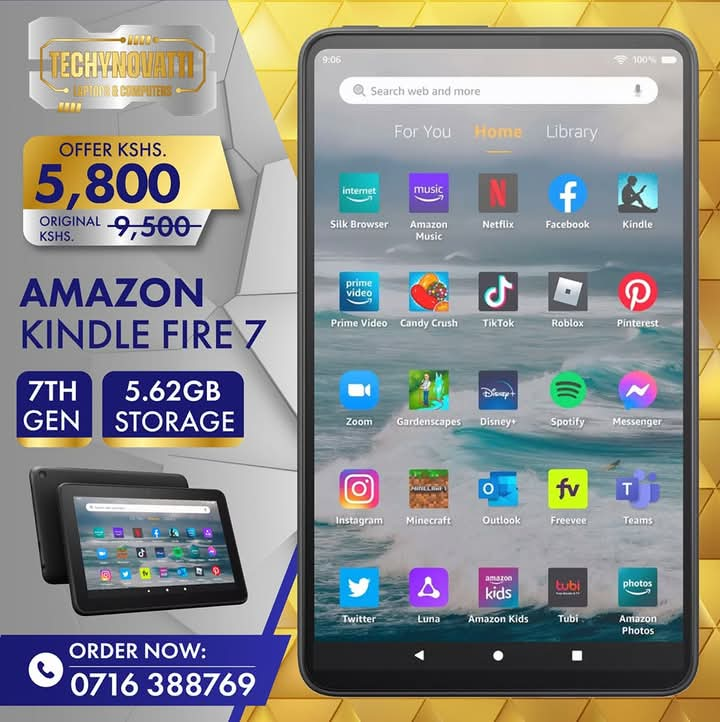 TECHYNOVATTI
LAPTOPS & COMPUTERS
OFFER KSHS.
5,800
ORIGINAL KSHS. 9,500
AMAZON
KINDLE FIRE 7
7TH GEN
5.62GB STORAGE
ORDER NOW:
0716 388769
9:06 100%
Search web and more
For You Home Library
internet music
Silk Browser Amazon Music Netflix Facebook Kindle
prime video
Prime Video Candy Crush TikTok Roblox Pinterest
Disney+
Zoom Gardenscapes Disney+ Spotify Messenger
MINECRAFT fv
Instagram Minecraft Outlook Freevee Teams
amazon kids tubi photos
Twitter Luna Amazon Kids Tubi Amazon Photos